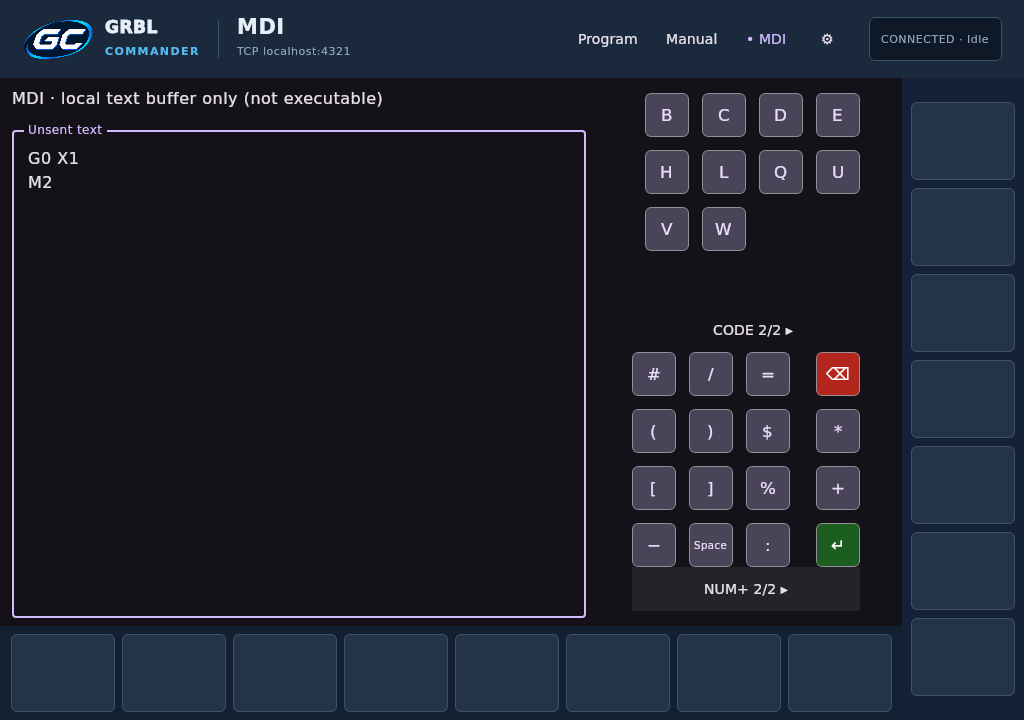 GC GRBL COMMANDER
MDI
TCP localhost:4321
Program Manual • MDI ⚙ CONNECTED · Idle
MDI · local text buffer only (not executable)
Unsent text
G0 X1
M2
B C D E
H L Q U
V W
CODE 2/2 ▸
# / = ⌫
( ) $ *
[ ] % +
− Space : ↵
NUM+ 2/2 ▸